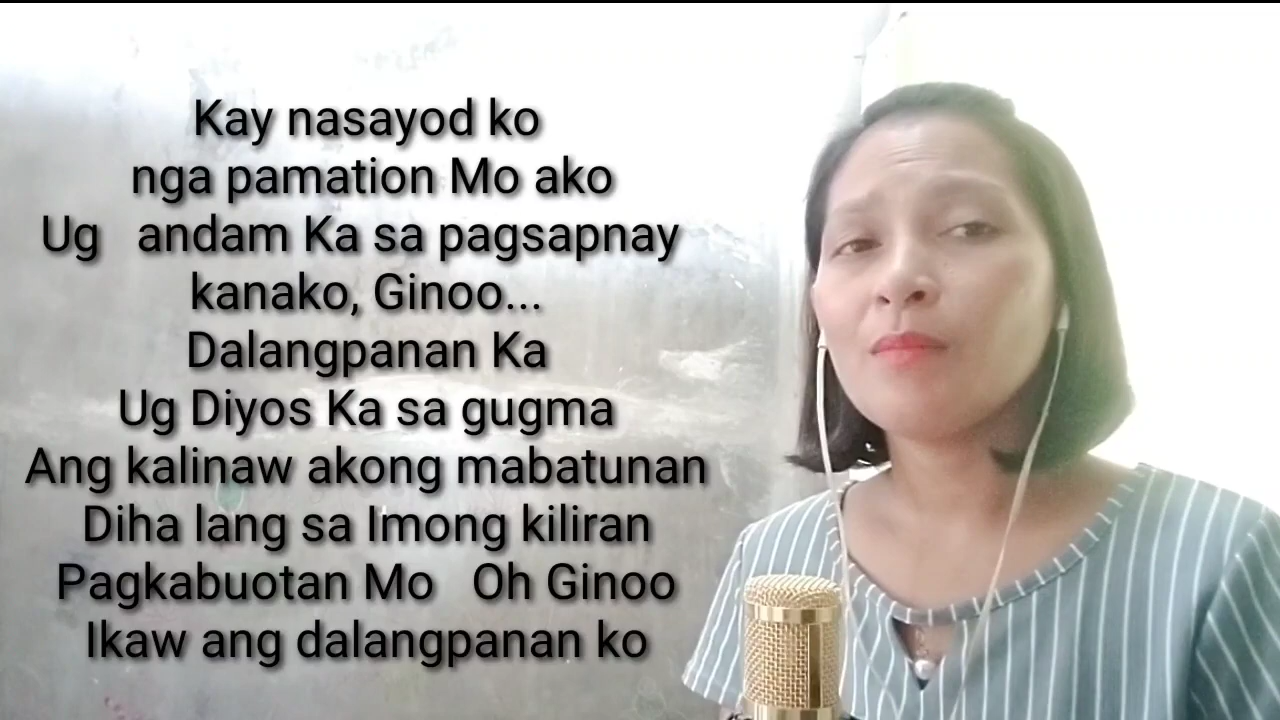 Kay nasayod ko
nga pamation Mo ako
Ug andam Ka sa pagsapnay
kanako, Ginoo...
Dalangpanan Ka
Ug Diyos Ka sa gugma
Ang kalinaw akong mabatunan
Diha lang sa Imong kiliran
Pagkabuotan Mo Oh Ginoo
Ikaw ang dalangpanan ko